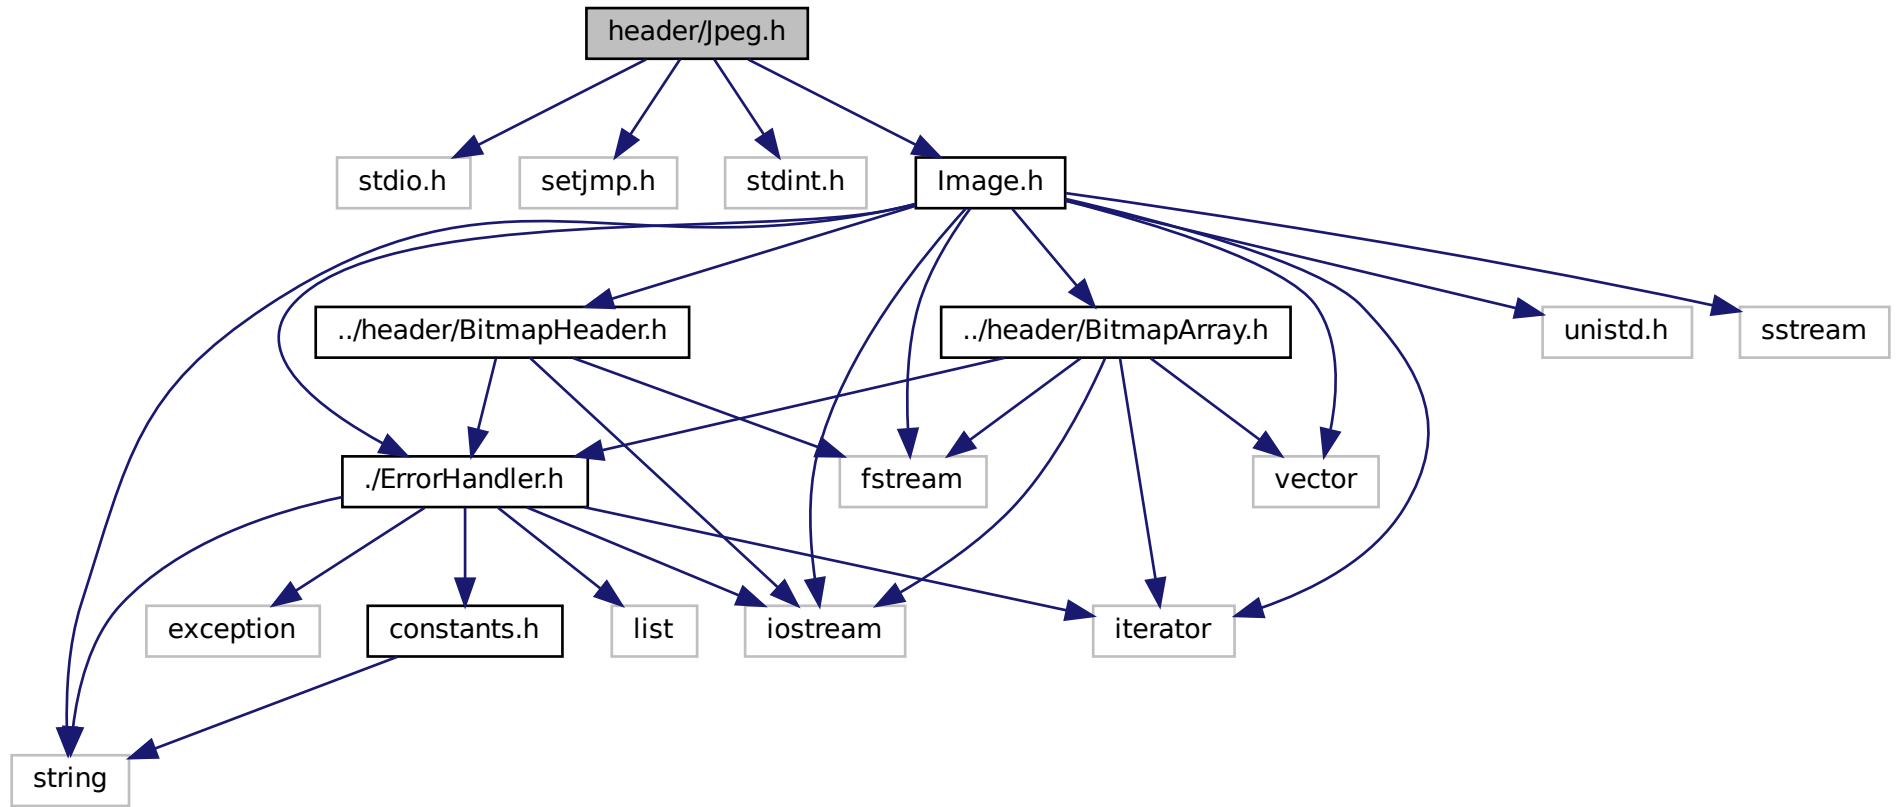 header/Jpeg.h
stdio.h
setjmp.h
stdint.h
Image.h
../header/BitmapHeader.h
../header/BitmapArray.h
unistd.h
sstream
./ErrorHandler.h
fstream
vector
exception
constants.h
list
iostream
iterator
string